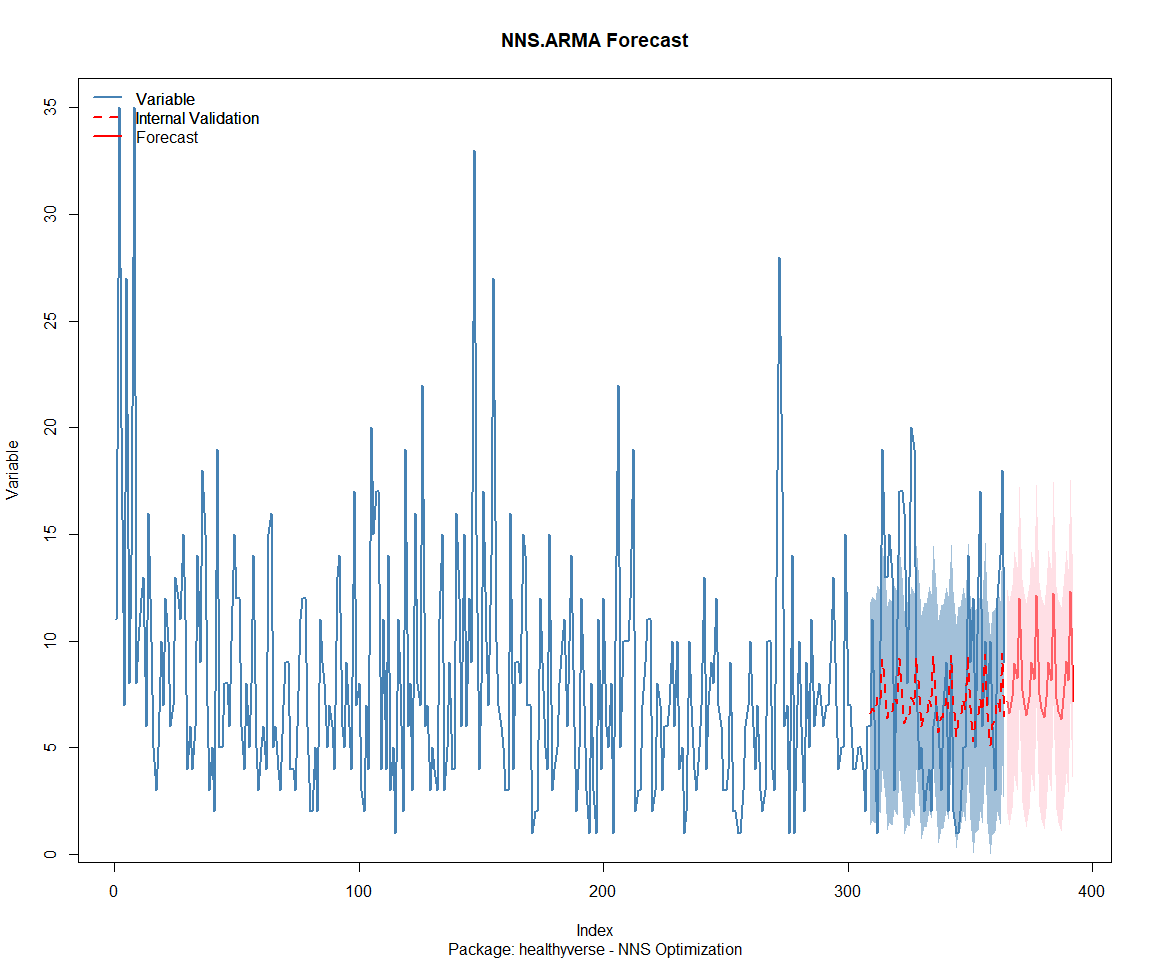 NNS.ARMA Forecast
Variable
Internal Validation
Forecast
35
30
25
20
15
10
5
0
Variable
0 100 200 300 400
Index
Package: healthyverse - NNS Optimization